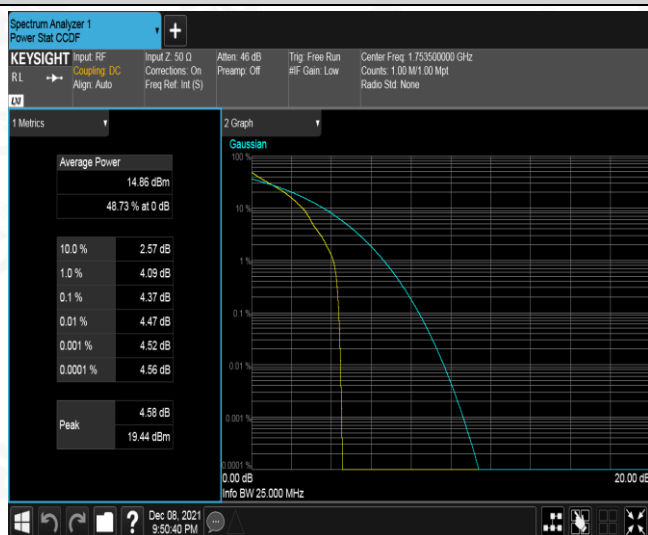 Spectrum Analyzer 1
Power Stat CCDF
KEYSIGHT
RL
LXI
Input: RF
Coupling: DC
Align: Auto
Input Z: 50 Ω
Corrections: On
Freq Ref: Int (S)
Atten: 46 dB
Preamp: Off
Trig: Free Run
#IF Gain: Low
Center Freq: 1.753500000 GHz
Counts: 1.00 M/1.00 Mpt
Radio Std: None
1 Metrics
Average Power
14.86 dBm
48.73 % at 0 dB
10.0 % 2.57 dB
1.0 % 4.09 dB
0.1 % 4.37 dB
0.01 % 4.47 dB
0.001 % 4.52 dB
0.0001 % 4.56 dB
Peak
4.58 dB
19.44 dBm
2 Graph
Gaussian
100 %
10 %
1 %
0.1 %
0.01 %
0.001 %
0.0001 %
0.00 dB 20.00 dB
Info BW 25.000 MHz
?
Dec 08, 2021
9:50:40 PM